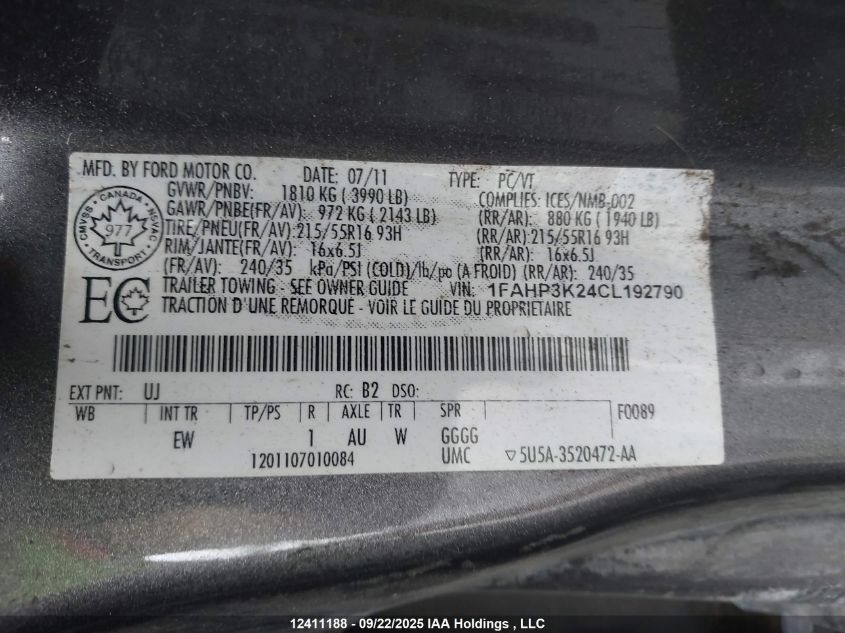 MFD. BY FORD MOTOR CO. DATE: 07/11 TYPE: PC/VT
GVWR/PNBV: 1810 KG ( 3990 LB) COMPLIES: ICES/NMB-002
GAWR/PNBE(FR/AV): 972 KG ( 2143 LB) (RR/AR): 880 KG ( 1940 LB)
TIRE/PNEU(FR/AV):215/55R16 93H (RR/AR):215/55R16 93H
RIM/JANTE(FR/AV): 16x6.5J (RR/AR): 16x6.5J
(FR/AV): 240/35 kPa/PSI (COLD)/lb/po (A FROID) (RR/AR): 240/35
TRAILER TOWING - SEE OWNER GUIDE VIN: 1FAHP3K24CL192790
TRACTION D'UNE REMORQUE - VOIR LE GUIDE DU PROPRIETAIRE
CANADA
CMVSS 977 NSVAC
TRANSPORT
EC
EXT PNT: UJ RC: B2 DSO:
WB INT TR TP/PS R AXLE TR SPR F0089
EW 1 AU W GGGG
1201107010084 UMC ▽5U5A-3520472-AA
12411188 - 09/22/2025 IAA Holdings , LLC